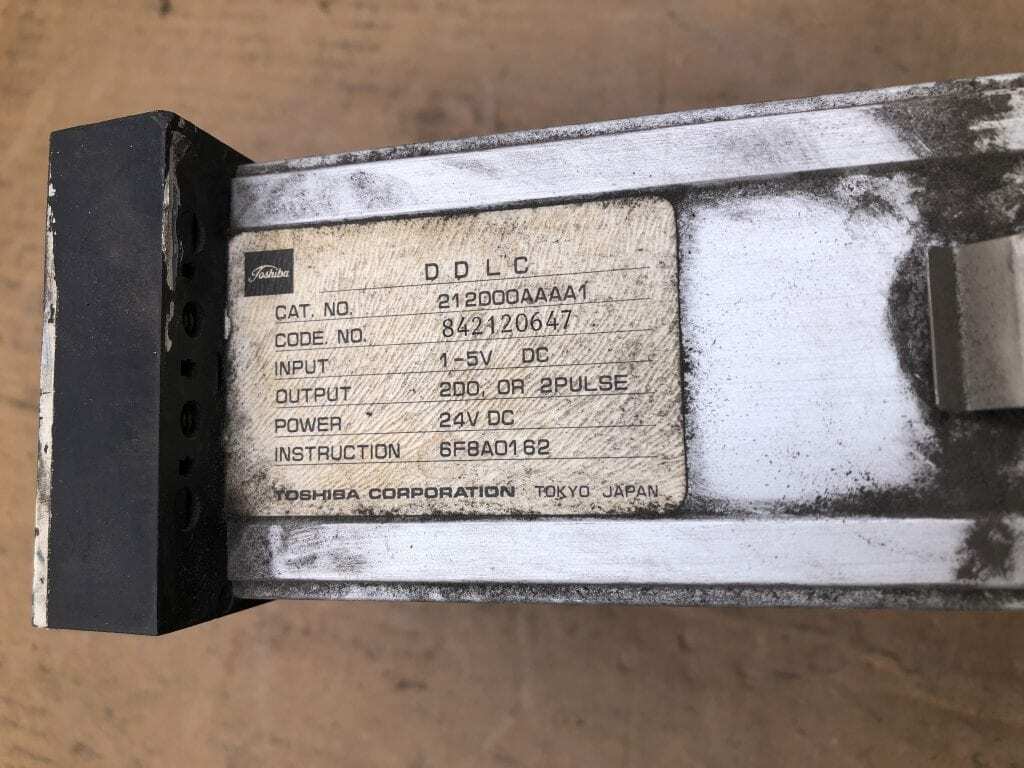 Toshiba
DDLC
CAT. NO. 212D00AAAA1
CODE. NO. 842120647
INPUT 1-5V DC
OUTPUT 2DO, OR 2PULSE
POWER 24V DC
INSTRUCTION 6F8A0162
TOSHIBA CORPORATION TOKYO JAPAN